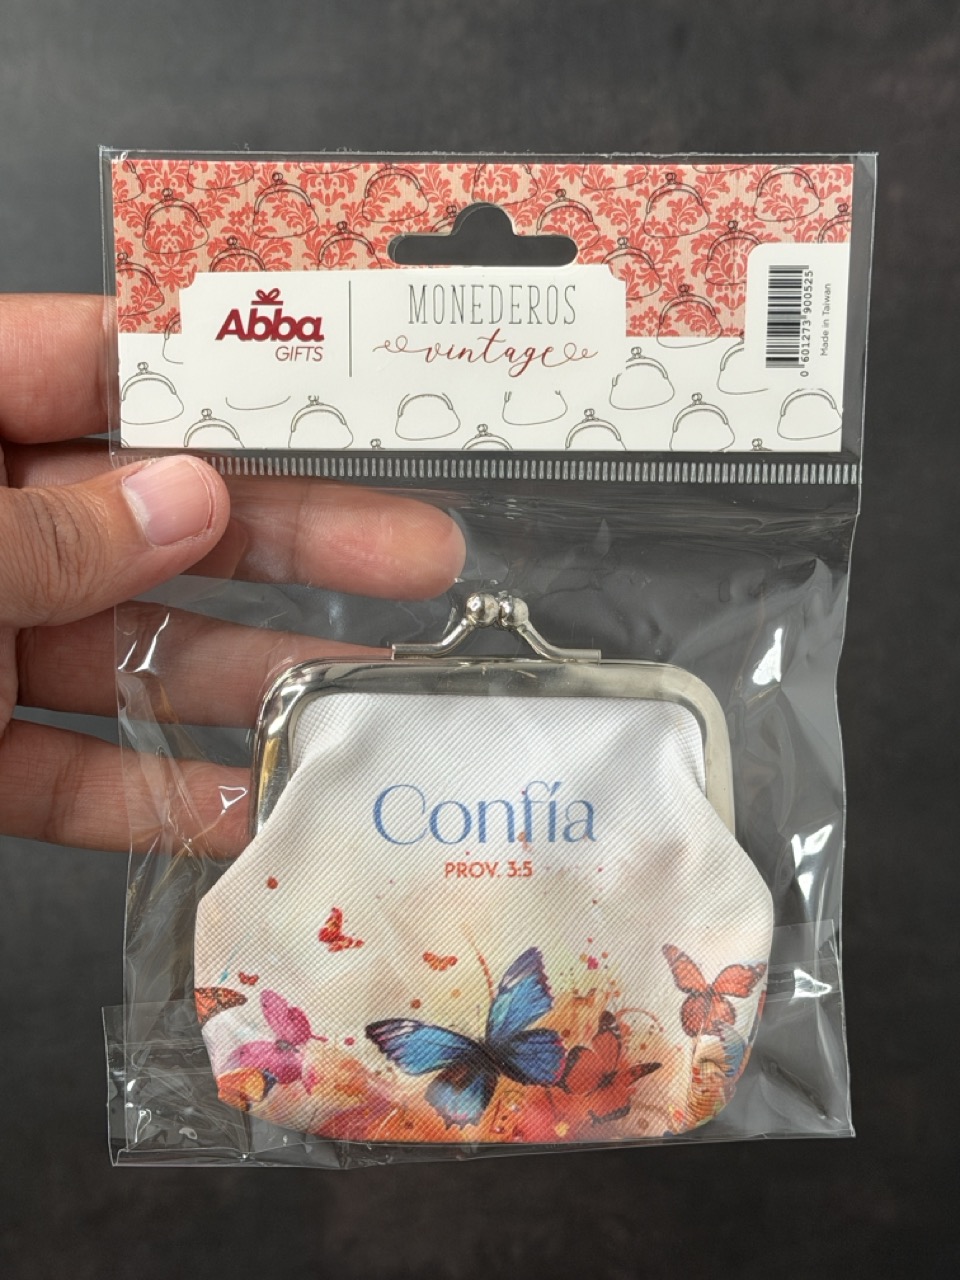 Abba
GIFTS
MONEDEROS
vintage
0 601273 900525
Made in Taiwan
Confía
PROV. 3:5